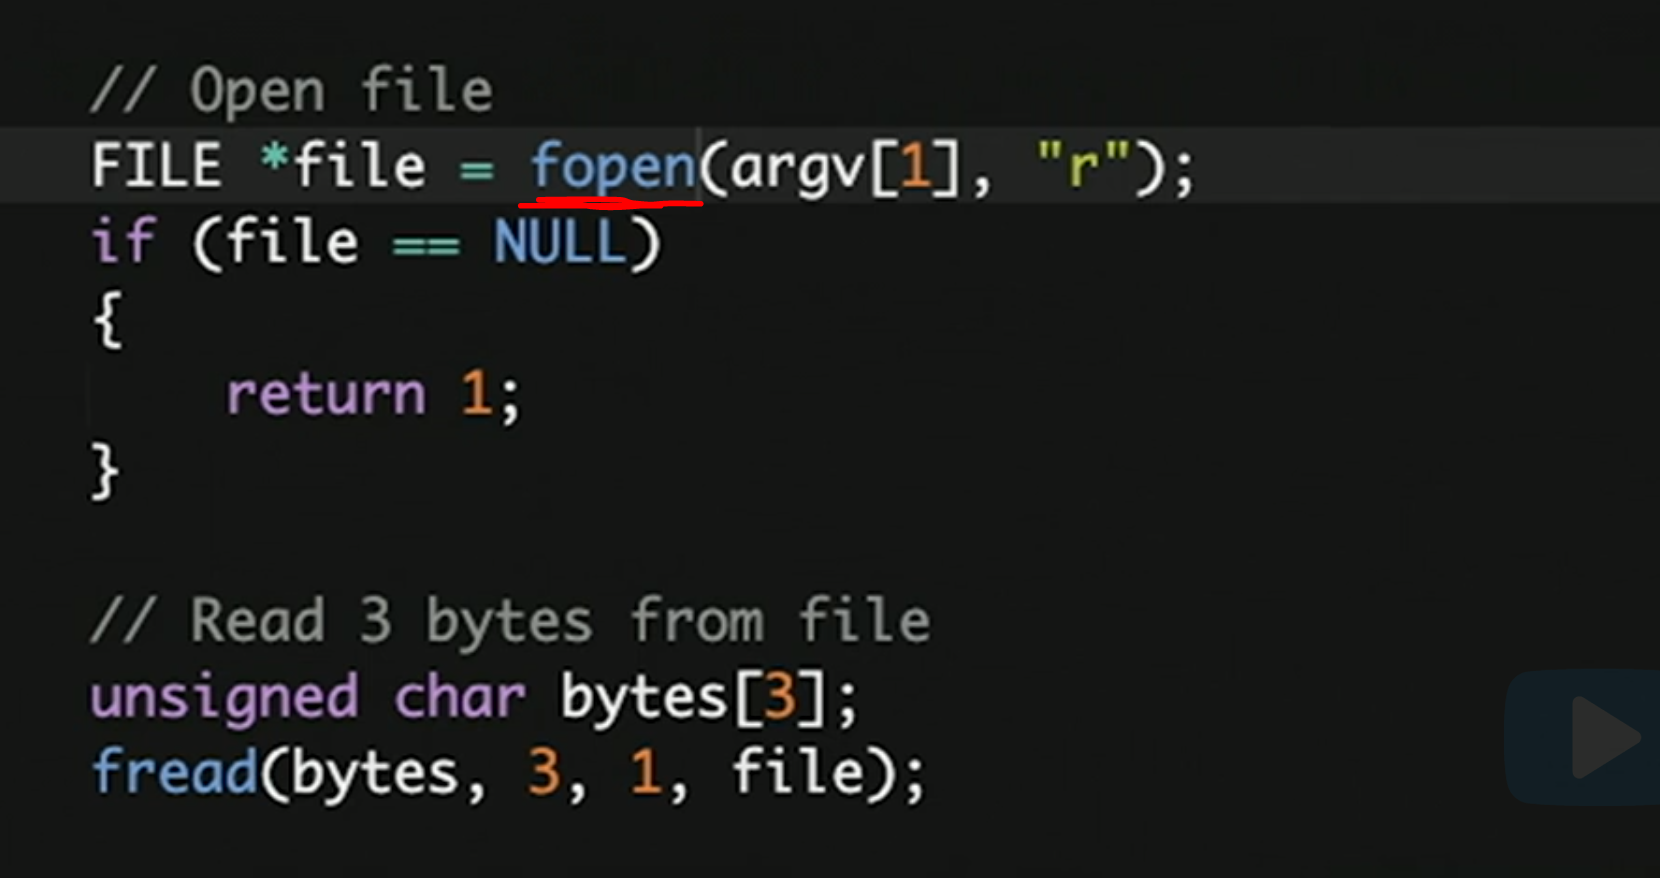 // Open file
FILE *file = fopen(argv[1], "r");
if (file == NULL)
{
    return 1;
}
// Read 3 bytes from file
unsigned char bytes[3];
fread(bytes, 3, 1, file);